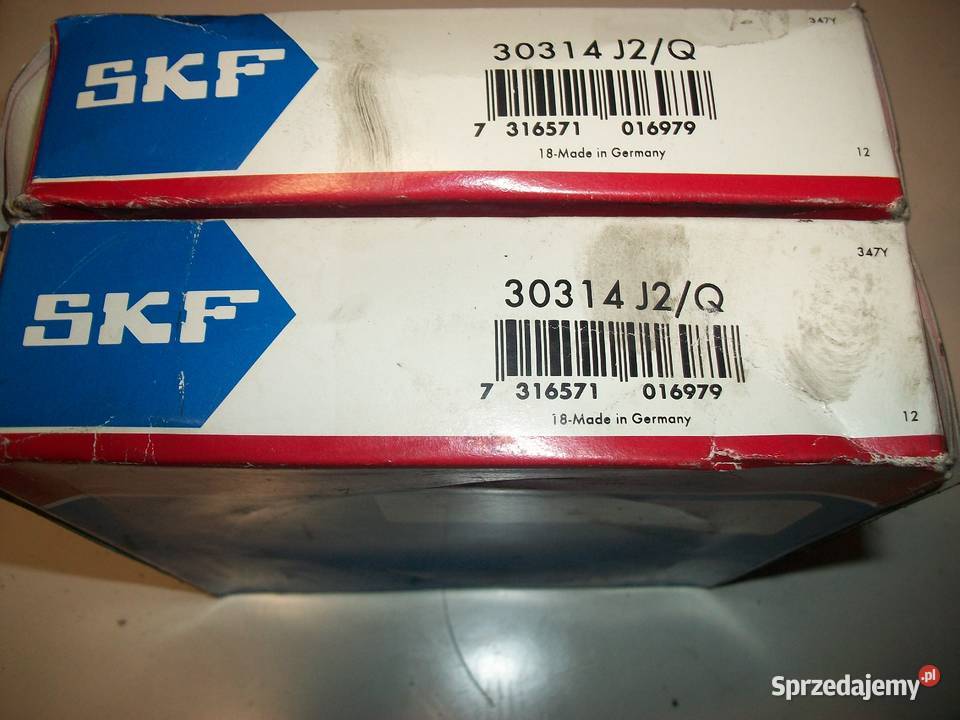 SKF
30314 J2/Q
347Y
7 316571 016979
18-Made in Germany
12
SKF
30314 J2/Q
347Y
7 316571 016979
18-Made in Germany
12
Sprzedajemy.pl